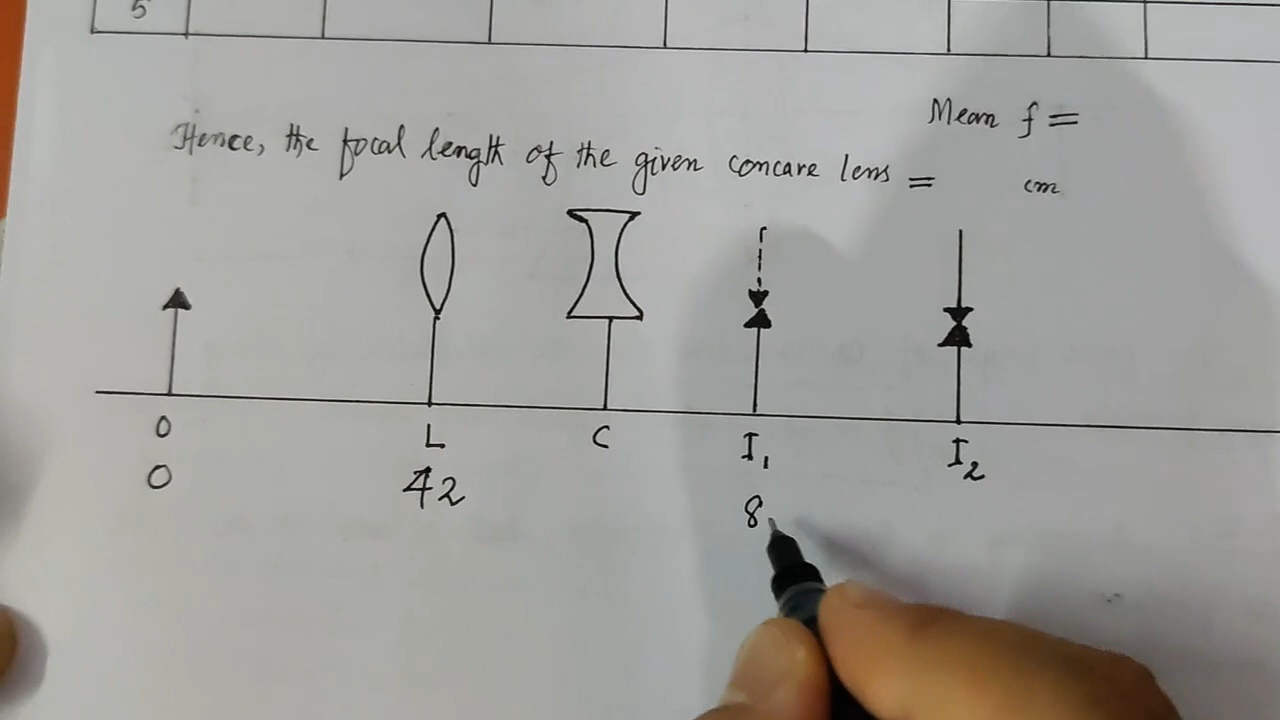 5
Mean f =
Hence, the focal length of the given concave lens = cm
O L C I₁ I₂
0 42 8